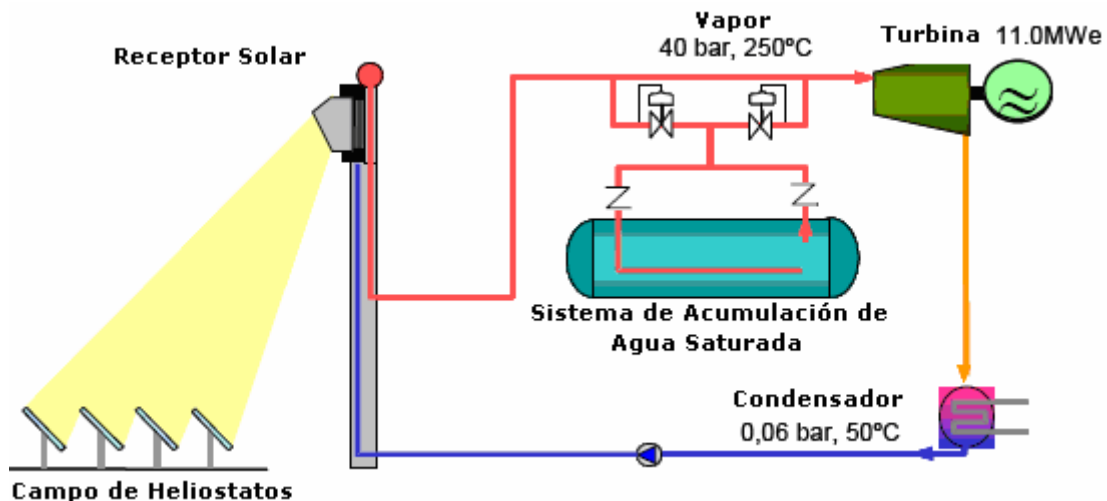 Receptor Solar
Vapor
40 bar, 250ºC
Turbina 11.0MWe
Sistema de Acumulación de
Agua Saturada
Condensador
0,06 bar, 50ºC
Campo de Heliostatos